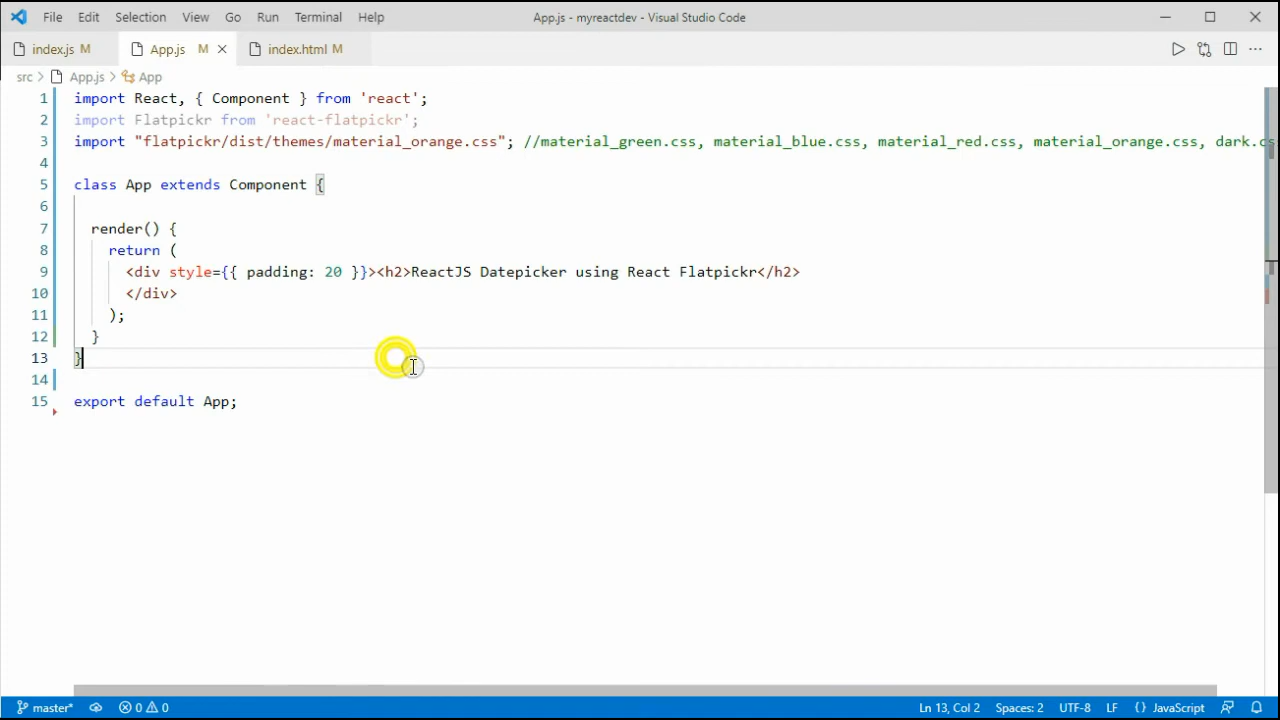 File Edit Selection View Go Run Terminal Help App.js - myreactdev - Visual Studio Code
index.js M App.js M index.html M
src > App.js > App
1 import React, { Component } from 'react';
2 import Flatpickr from 'react-flatpickr';
3 import "flatpickr/dist/themes/material_orange.css"; //material_green.css, material_blue.css, material_red.css, material_orange.css, dark.css
4
5 class App extends Component {
6
7 render() {
8 return (
9 <div style={{ padding: 20 }}><h2>ReactJS Datepicker using React Flatpickr</h2>
10 </div>
11 );
12 }
13 }
14
15 export default App;
master* 0 0 Ln 13, Col 2 Spaces: 2 UTF-8 LF {} JavaScript